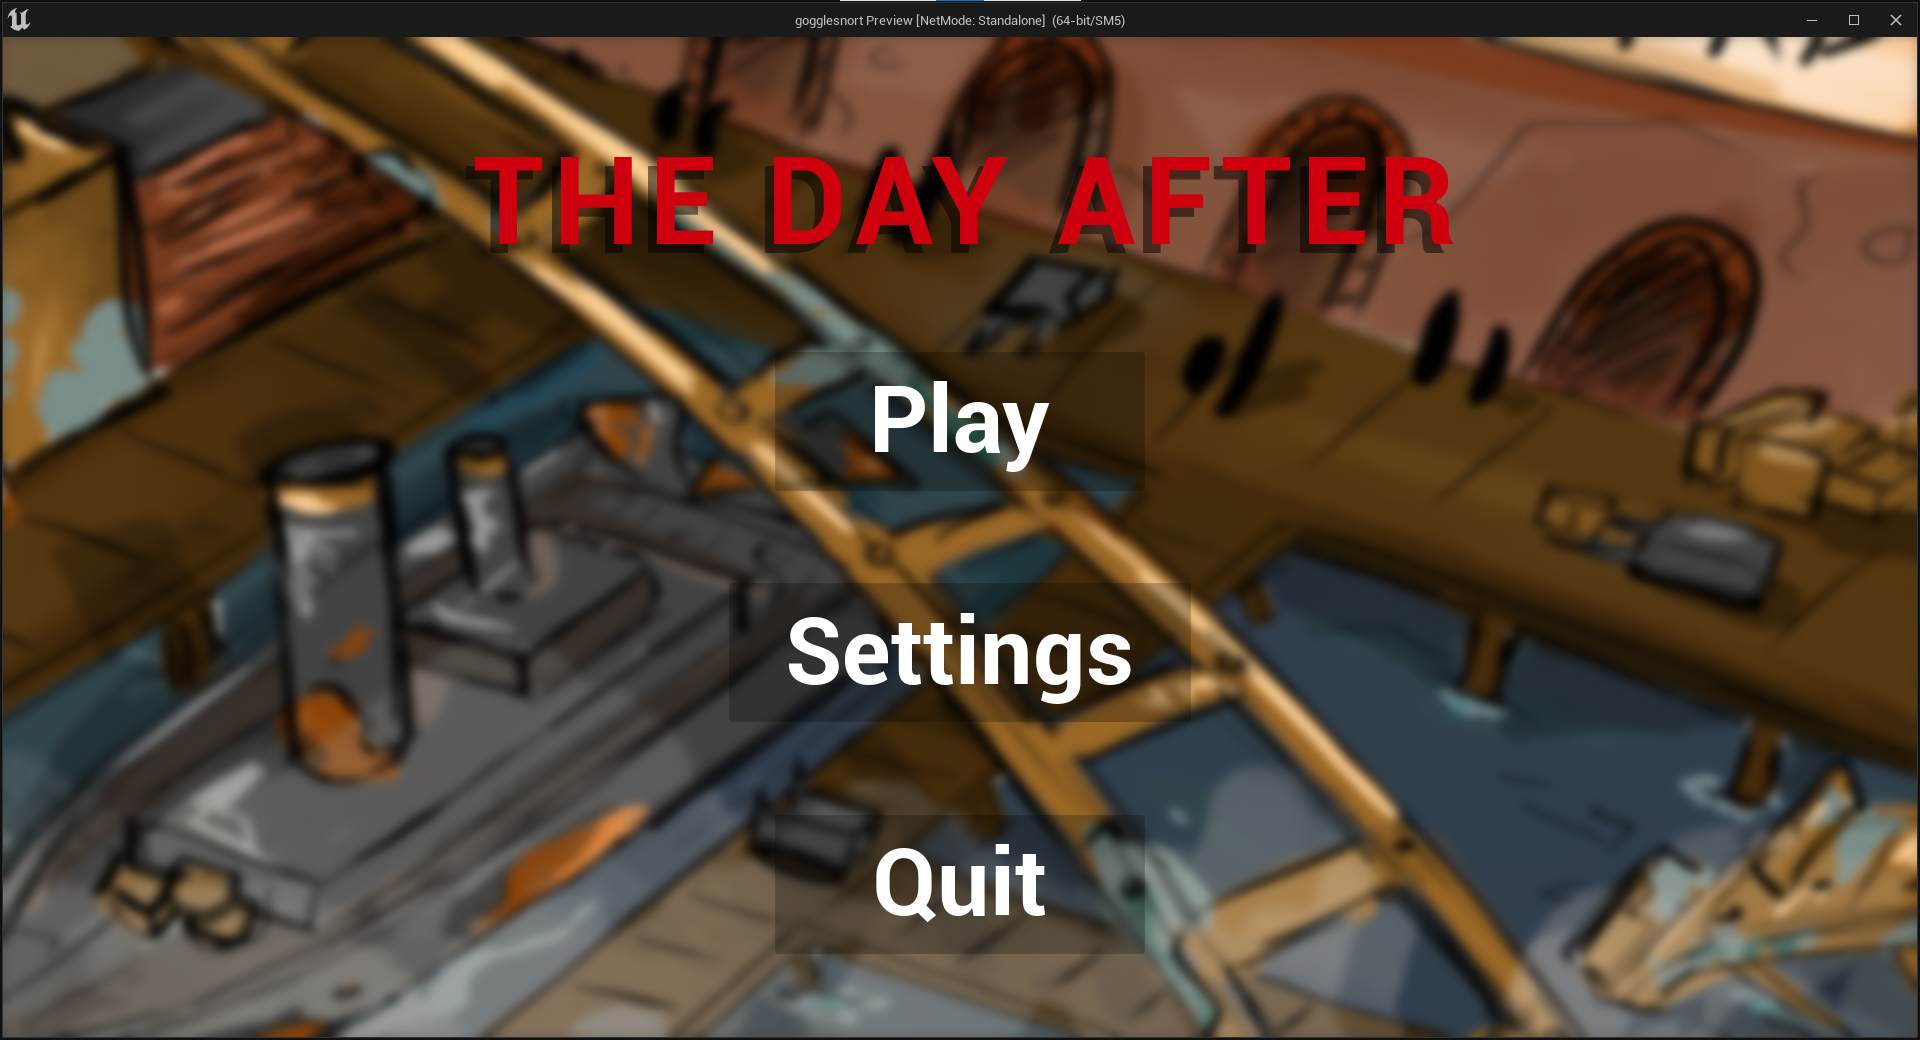 gogglesnort Preview [NetMode: Standalone] (64-bit/SM5)
THE DAY AFTER
Play
Settings
Quit